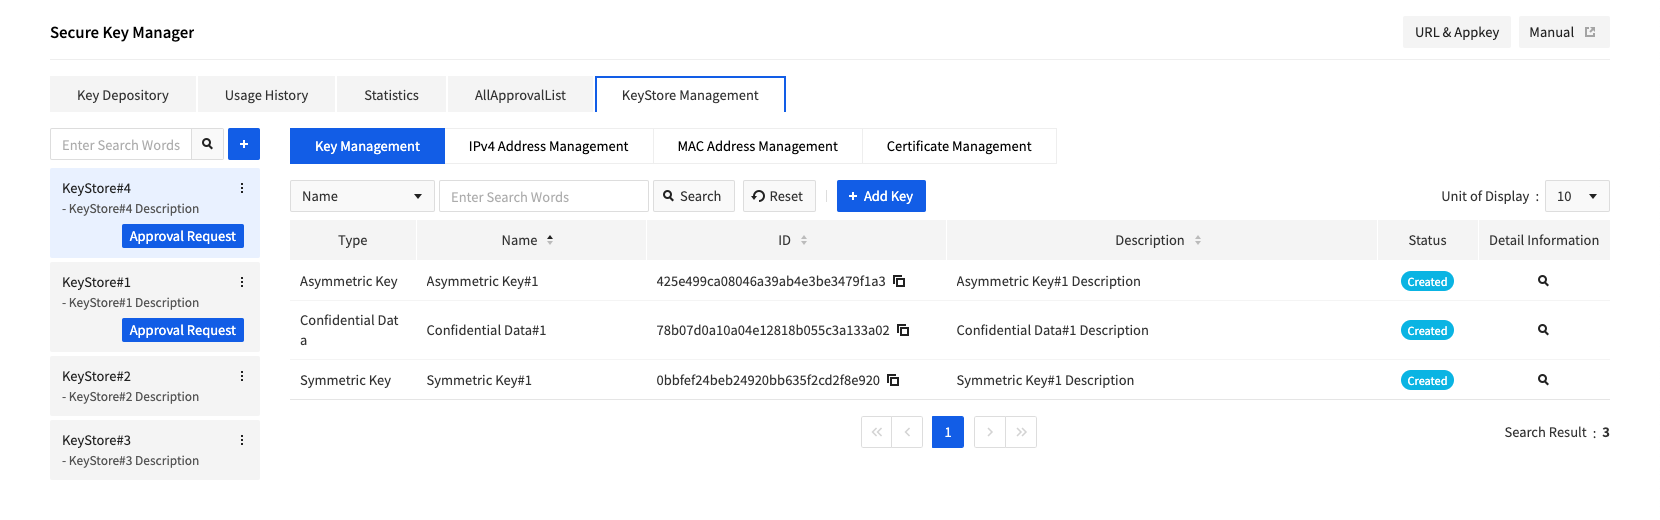 Secure Key Manager
URL & Appkey
Manual
Key Depository
Usage History
Statistics
AllApprovalList
KeyStore Management
Enter Search Words
+
KeyStore#4
- KeyStore#4 Description
Approval Request
KeyStore#1
- KeyStore#1 Description
Approval Request
KeyStore#2
- KeyStore#2 Description
KeyStore#3
- KeyStore#3 Description
Key Management
IPv4 Address Management
MAC Address Management
Certificate Management
Name
Enter Search Words
Search
Reset
+ Add Key
Unit of Display : 10
Type Name ID Description Status Detail Information
Asymmetric Key Asymmetric Key#1 425e499ca08046a39ab4e3be3479f1a3 Asymmetric Key#1 Description Created
Confidential Dat
a
Confidential Data#1 78b07d0a10a04e12818b055c3a133a02 Confidential Data#1 Description Created
Symmetric Key Symmetric Key#1 0bbfef24beb24920bb635f2cd2f8e920 Symmetric Key#1 Description Created
1
Search Result : 3